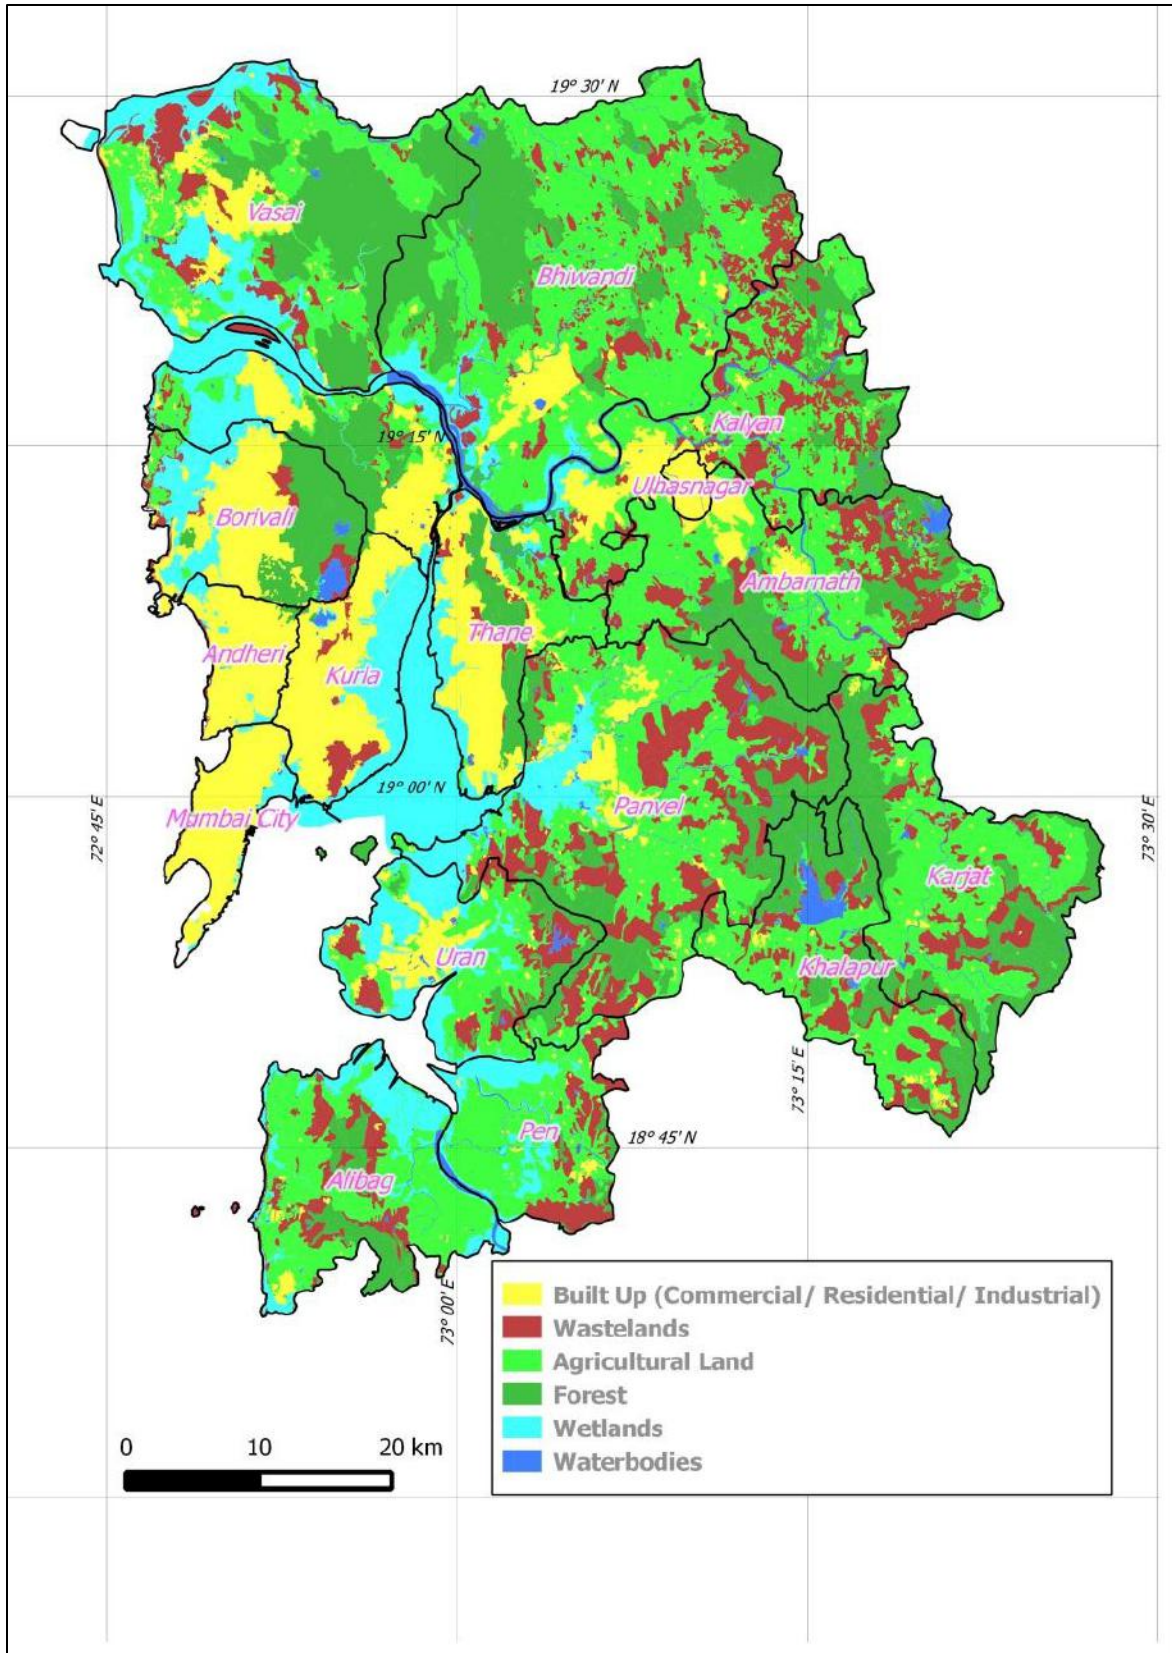 19° 30' N
Vasai
Bhiwandi
Kalyan
19° 15' N
Ulhasnagar
Borivali
Ambarnath
Thane
Andheri
Kurla
19° 00' N
Panvel
Mumbai City
72° 45' E
73° 30' E
Karjat
Uran
Khalapur
73° 15' E
Pen
18° 45' N
Alibag
73° 00' E
Built Up (Commercial/ Residential/ Industrial)
Wastelands
Agricultural Land
Forest
Wetlands
Waterbodies
0 10 20 km